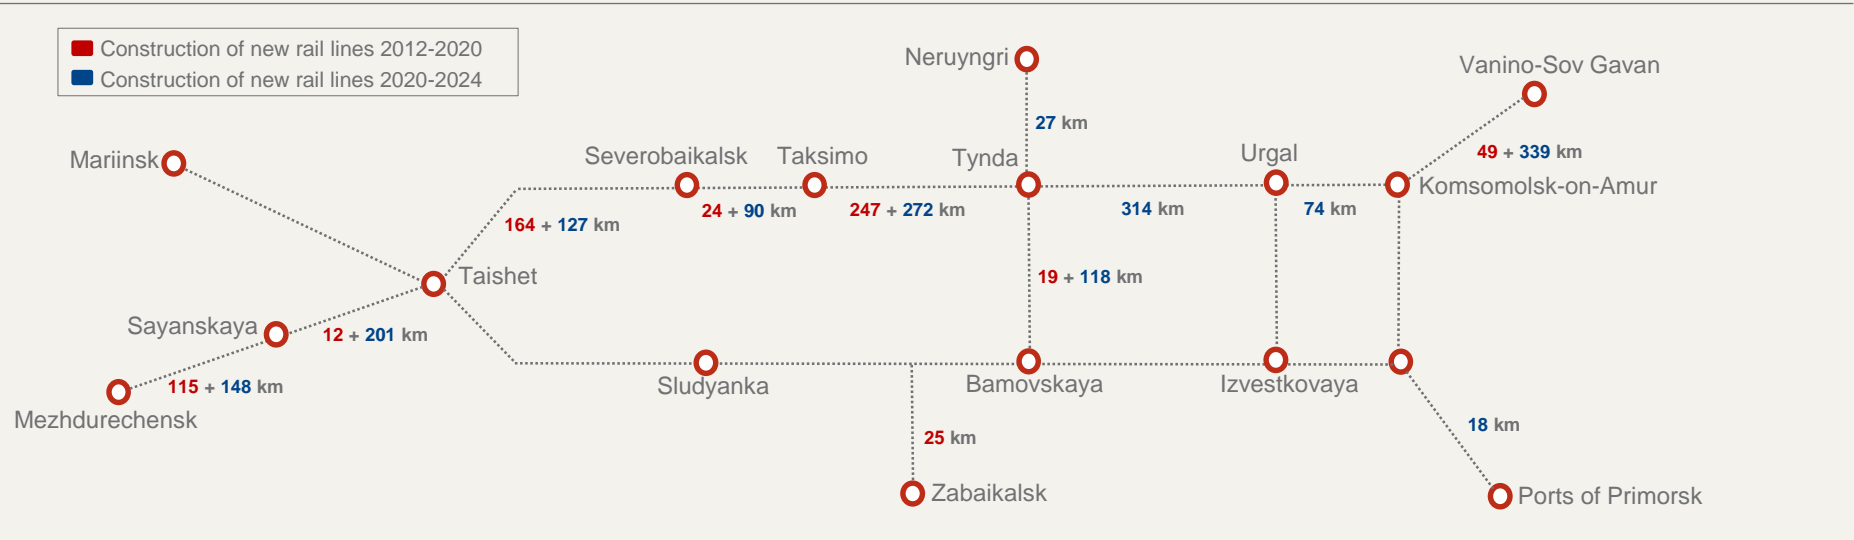 Construction of new rail lines 2012-2020
Construction of new rail lines 2020-2024
Neruyngri
Vanino-Sov Gavan
27 km
Mariinsk
Severobaikalsk
Taksimo
Tynda
Urgal
49 + 339 km
Komsomolsk-on-Amur
164 + 127 km
24 + 90 km
247 + 272 km
314 km
74 km
Taishet
19 + 118 km
Sayanskaya
12 + 201 km
115 + 148 km
Mezhdurechensk
Sludyanka
Bamovskaya
Izvestkovaya
25 km
18 km
Zabaikalsk
Ports of Primorsk